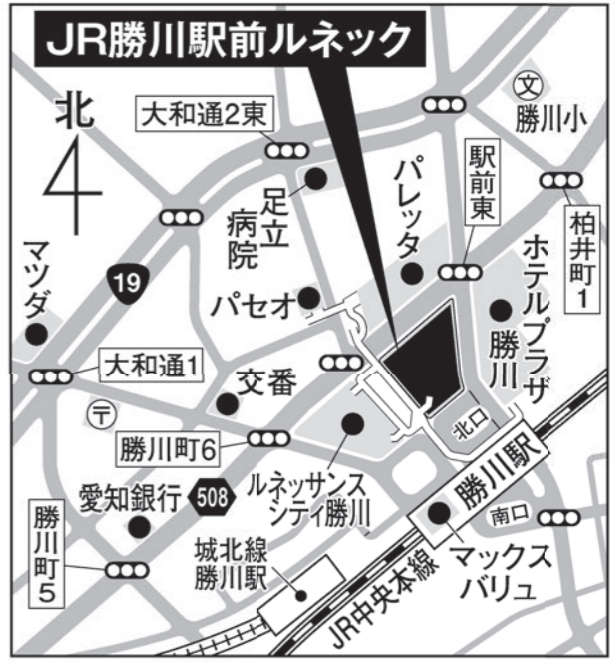 JR勝川駅前ルネック
北
大和通2東
文
勝川小
足立
病院
パレッタ
駅前東
柏井町1
マツダ
19
パセオ
ホテルプラザ
勝川
大和通1
交番
〒
勝川町6
北口
勝川駅
愛知銀行
508
ルネッサンス
シティ勝川
南口
勝川町5
城北線
勝川駅
JR中央本線
マックス
バリュ